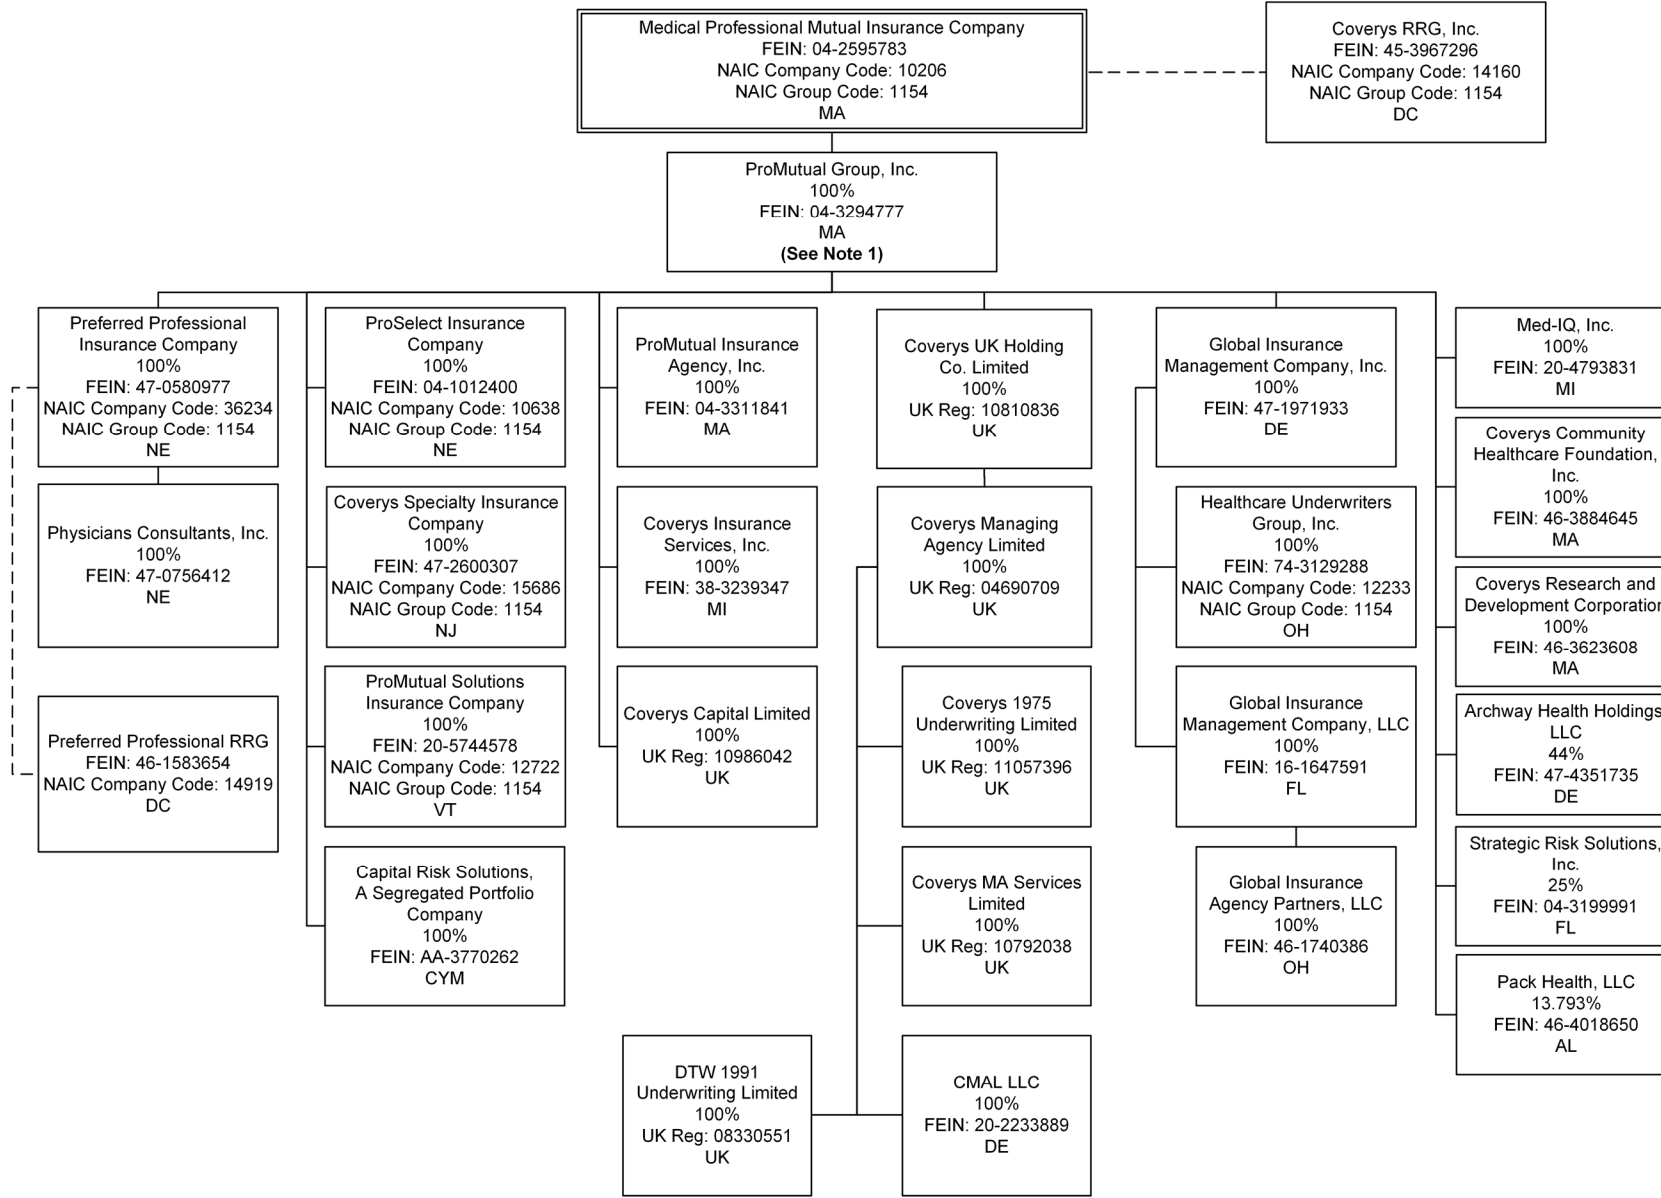 Medical Professional Mutual Insurance Company
FEIN: 04-2595783
NAIC Company Code: 10206
NAIC Group Code: 1154
MA
Coverys RRG, Inc.
FEIN: 45-3967296
NAIC Company Code: 14160
NAIC Group Code: 1154
DC
ProMutual Group, Inc.
100%
FEIN: 04-3294777
MA
(See Note 1)
Preferred Professional
Insurance Company
100%
FEIN: 47-0580977
NAIC Company Code: 36234
NAIC Group Code: 1154
NE
Physicians Consultants, Inc.
100%
FEIN: 47-0756412
NE
Preferred Professional RRG
FEIN: 46-1583654
NAIC Company Code: 14919
DC
ProSelect Insurance
Company
100%
FEIN: 04-1012400
NAIC Company Code: 10638
NAIC Group Code: 1154
NE
Coverys Specialty Insurance
Company
100%
FEIN: 47-2600307
NAIC Company Code: 15686
NAIC Group Code: 1154
NJ
ProMutual Solutions
Insurance Company
100%
FEIN: 20-5744578
NAIC Company Code: 12722
NAIC Group Code: 1154
VT
Capital Risk Solutions,
A Segregated Portfolio
Company
100%
FEIN: AA-3770262
CYM
ProMutual Insurance
Agency, Inc.
100%
FEIN: 04-3311841
MA
Coverys Insurance
Services, Inc.
100%
FEIN: 38-3239347
MI
Coverys Capital Limited
100%
UK Reg: 10986042
UK
Coverys UK Holding
Co. Limited
100%
UK Reg: 10810836
UK
Coverys Managing
Agency Limited
100%
UK Reg: 04690709
UK
Coverys 1975
Underwriting Limited
100%
UK Reg: 11057396
UK
Coverys MA Services
Limited
100%
UK Reg: 10792038
UK
DTW 1991
Underwriting Limited
100%
UK Reg: 08330551
UK
CMAL LLC
100%
FEIN: 20-2233889
DE
Global Insurance
Management Company, Inc.
100%
FEIN: 47-1971933
DE
Healthcare Underwriters
Group, Inc.
100%
FEIN: 74-3129288
NAIC Company Code: 12233
NAIC Group Code: 1154
OH
Global Insurance
Management Company, LLC
100%
FEIN: 16-1647591
FL
Global Insurance
Agency Partners, LLC
100%
FEIN: 46-1740386
OH
Med-IQ, Inc.
100%
FEIN: 20-4793831
MI
Coverys Community
Healthcare Foundation,
Inc.
100%
FEIN: 46-3884645
MA
Coverys Research and
Development Corporation
100%
FEIN: 46-3623608
MA
Archway Health Holdings
LLC
44%
FEIN: 47-4351735
DE
Strategic Risk Solutions,
Inc.
25%
FEIN: 04-3199991
FL
Pack Health, LLC
13.793%
FEIN: 46-4018650
AL